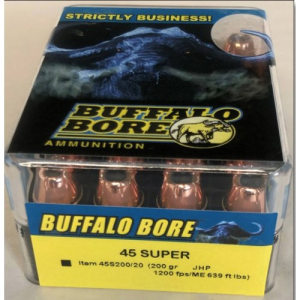 STRICTLY BUSINESS!
BUFFALO
BORE
AMMUNITION
BUFFALO BORE
45 SUPER
Item 45S200/20 (200 gr JHP
1200 fps/ME 639 ft lbs)